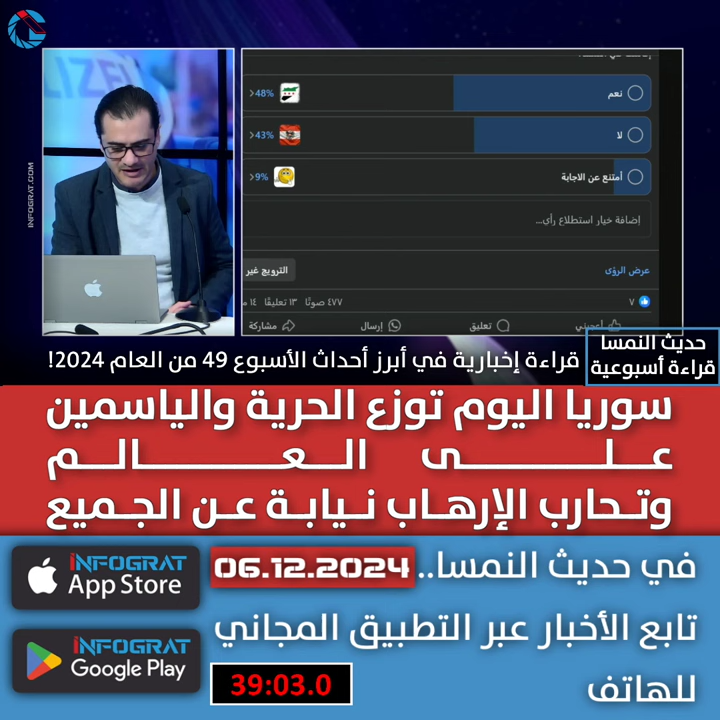 INFOGRAT.COM
نعم
48%
لا
43%
أمتنع عن الاجابة
9%
إضافة خيار استطلاع رأي...
عرض الرؤى
الترويج غير
٧
٤٧٧ صوتًا ١٣ تعليقًا ١٤ م
أعجبني
تعليق
إرسال
مشاركة
حديث النمسا
قراءة أسبوعية
قراءة إخبارية في أبرز أحداث الأسبوع 49 من العام 2024!
سوريا اليوم توزع الحرية والياسمين
على العالم
وتحارب الإرهاب نيابة عن الجميع
في حديث النمسا.. 06.12.2024
تابع الأخبار عبر التطبيق المجاني
للهاتف
INFOGRAT
App Store
INFOGRAT
Google Play
39:03.0